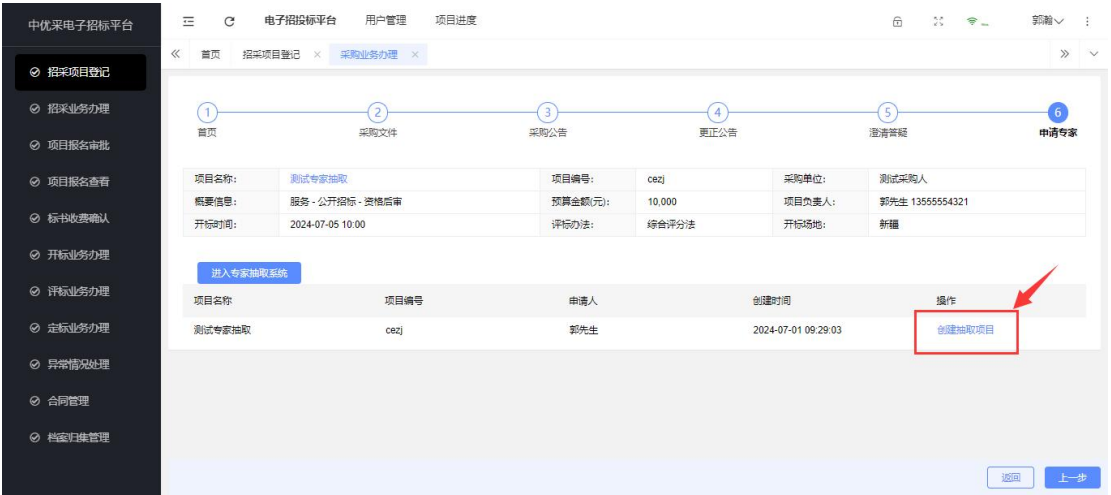 中优采电子招标平台
电子招投标平台 用户管理 项目进度 郭瀚
首页 招采项目登记 × 采购业务办理 ×
招采项目登记
招采业务办理
项目报名审批
项目报名查看
标书收费确认
开标业务办理
评标业务办理
定标业务办理
异常情况处理
合同管理
档案归集管理
1 2 3 4 5 6
首页 采购文件 采购公告 更正公告 澄清答疑 申请专家
项目名称: 测试专家抽取 项目编号: cezj 采购单位: 测试采购人
概要信息: 服务 - 公开招标 - 资格后审 预算金额(元): 10,000 项目负责人: 郭先生 13555554321
开标时间: 2024-07-05 10:00 评标办法: 综合评分法 开标场地: 新疆
进入专家抽取系统
项目名称 项目编号 申请人 创建时间 操作
测试专家抽取 cezj 郭先生 2024-07-01 09:29:03 创建抽取项目
返回 上一步